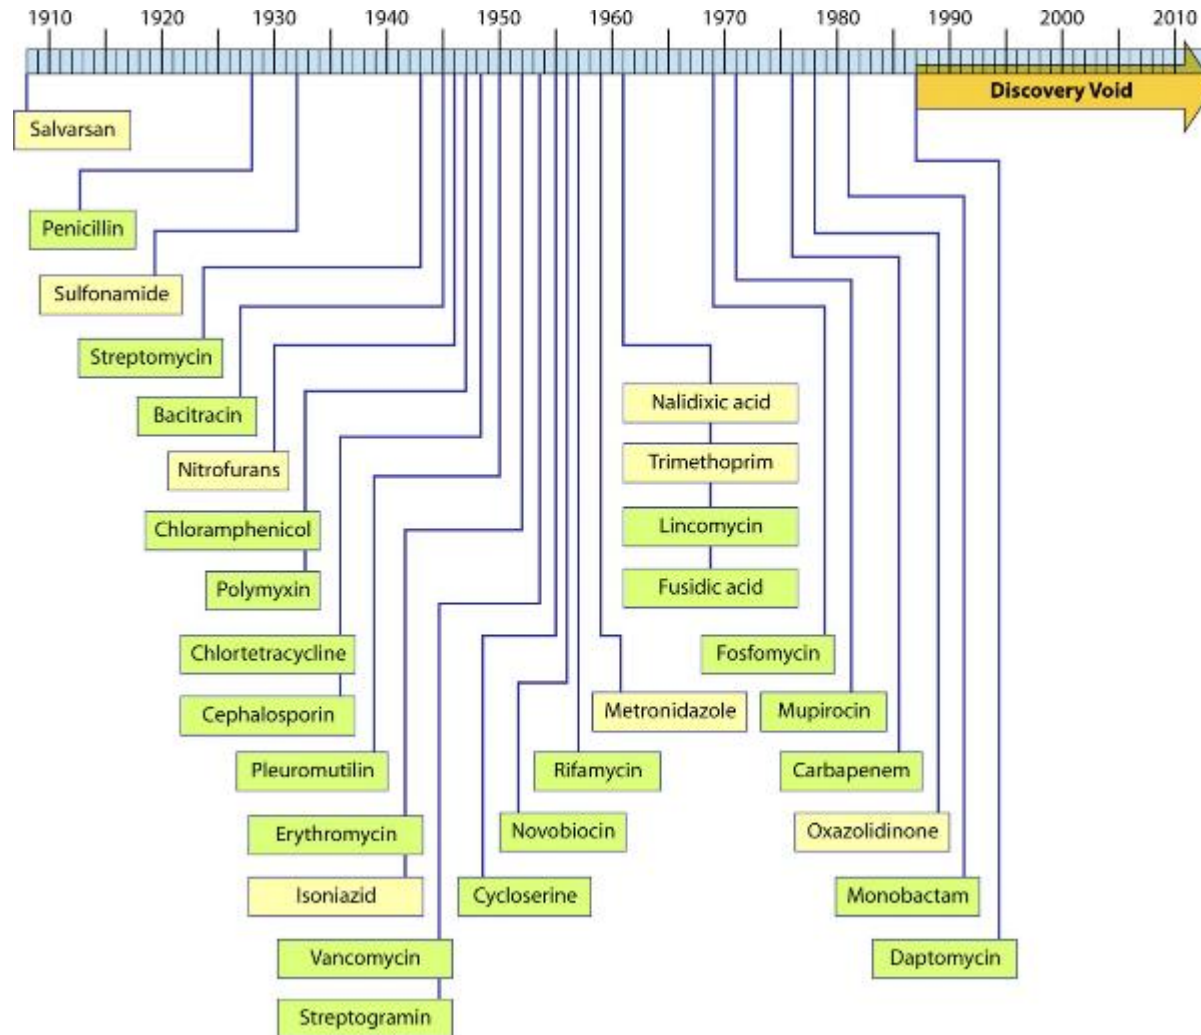 1910 1920 1930 1940 1950 1960 1970 1980 1990 2000 2010
Discovery Void
Salvarsan
Penicillin
Sulfonamide
Streptomycin
Bacitracin
Nitrofurans
Chloramphenicol
Polymyxin
Chlortetracycline
Cephalosporin
Pleuromutilin
Erythromycin
Isoniazid
Vancomycin
Streptogramin
Cycloserine
Novobiocin
Rifamycin
Metronidazole
Nalidixic acid
Trimethoprim
Lincomycin
Fusidic acid
Fosfomycin
Mupirocin
Carbapenem
Oxazolidinone
Monobactam
Daptomycin